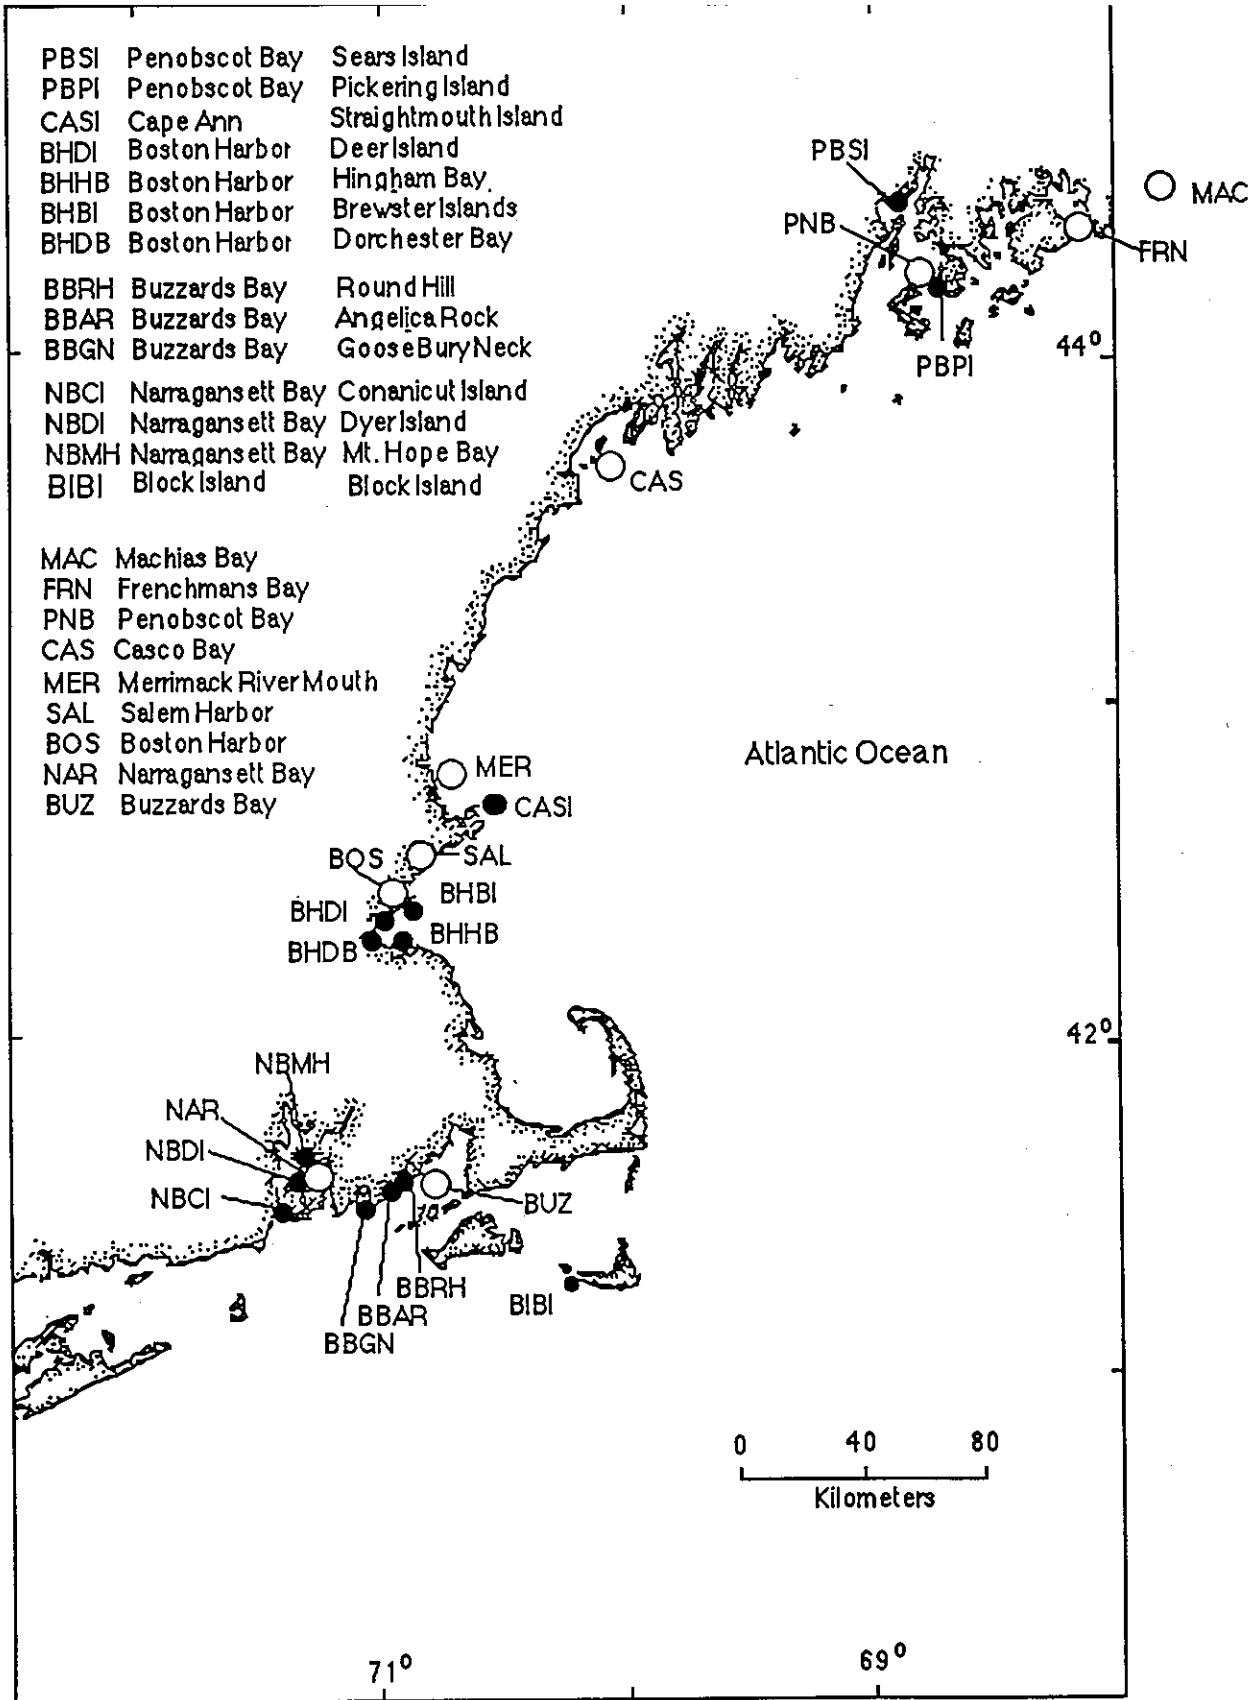 PBSI Penobscot Bay Sears Island
PBPI Penobscot Bay Pickering Island
CASI Cape Ann Straightmouth Island
BHDI Boston Harbor Deer Island
BHHB Boston Harbor Hingham Bay
BHBI Boston Harbor Brewster Islands
BHDB Boston Harbor Dorchester Bay
BBRH Buzzards Bay Round Hill
BBAR Buzzards Bay Angelica Rock
BBGN Buzzards Bay Goose Bury Neck
NBCI Narragansett Bay Conanicut Island
NBDI Narragansett Bay Dyer Island
NBMH Narragansett Bay Mt. Hope Bay
BIBI Block Island Block Island
MAC Machias Bay
FRN Frenchmans Bay
PNB Penobscot Bay
CAS Casco Bay
MER Merrimack River Mouth
SAL Salem Harbor
BOS Boston Harbor
NAR Narragansett Bay
BUZ Buzzards Bay
PBSI
MAC
PNB
FRN
44°
PBPI
CAS
Atlantic Ocean
MER
CASI
BOS
SAL
BHBI
BHDI
BHHB
BHDB
42°
NBMH
NAR
NBDI
NBCI
BUZ
BBRH
BIBI
BBAR
BBGN
0 40 80
Kilometers
71°
69°